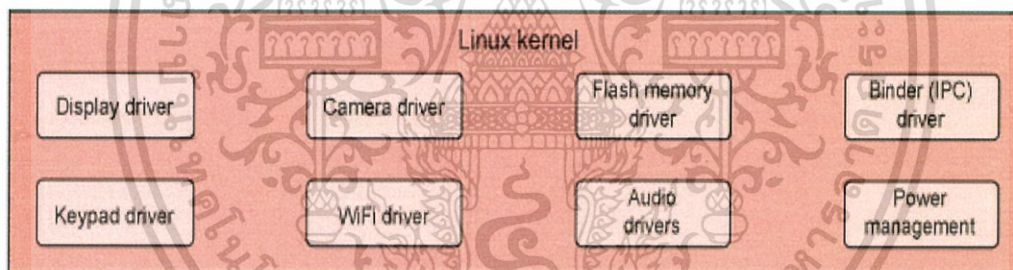 Linux kernel
Display driver
Camera driver
Flash memory
driver
Binder (IPC)
driver
Keypad driver
WiFi driver
Audio
drivers
Power
management